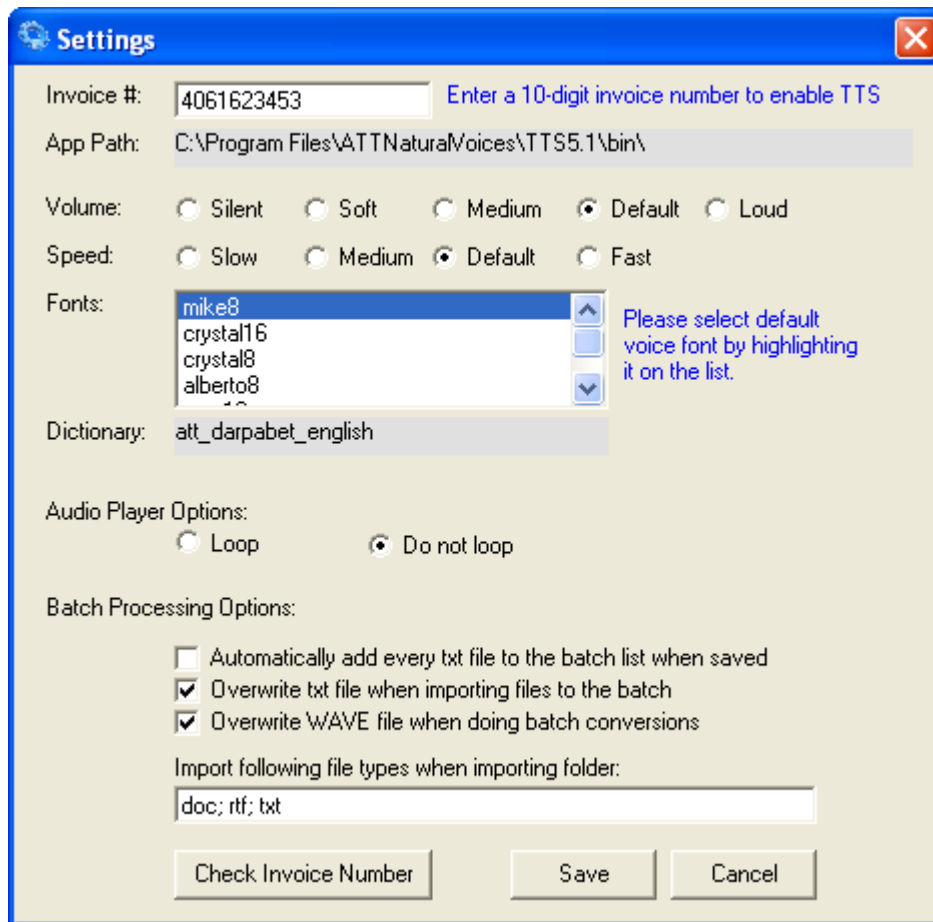 Settings
Invoice #: 4061623453 Enter a 10-digit invoice number to enable TTS
App Path: C:\Program Files\ATTNaturalVoices\TTS5.1\bin\
Volume: Silent Soft Medium Default Loud
Speed: Slow Medium Default Fast
Fonts:
mike8
crystal16
crystal8
alberto8
Please select default
voice font by highlighting
it on the list.
Dictionary: att_darpabet_english
Audio Player Options:
Loop Do not loop
Batch Processing Options:
Automatically add every txt file to the batch list when saved
Overwrite txt file when importing files to the batch
Overwrite WAVE file when doing batch conversions
Import following file types when importing folder:
doc; rtf; txt
Check Invoice Number Save Cancel